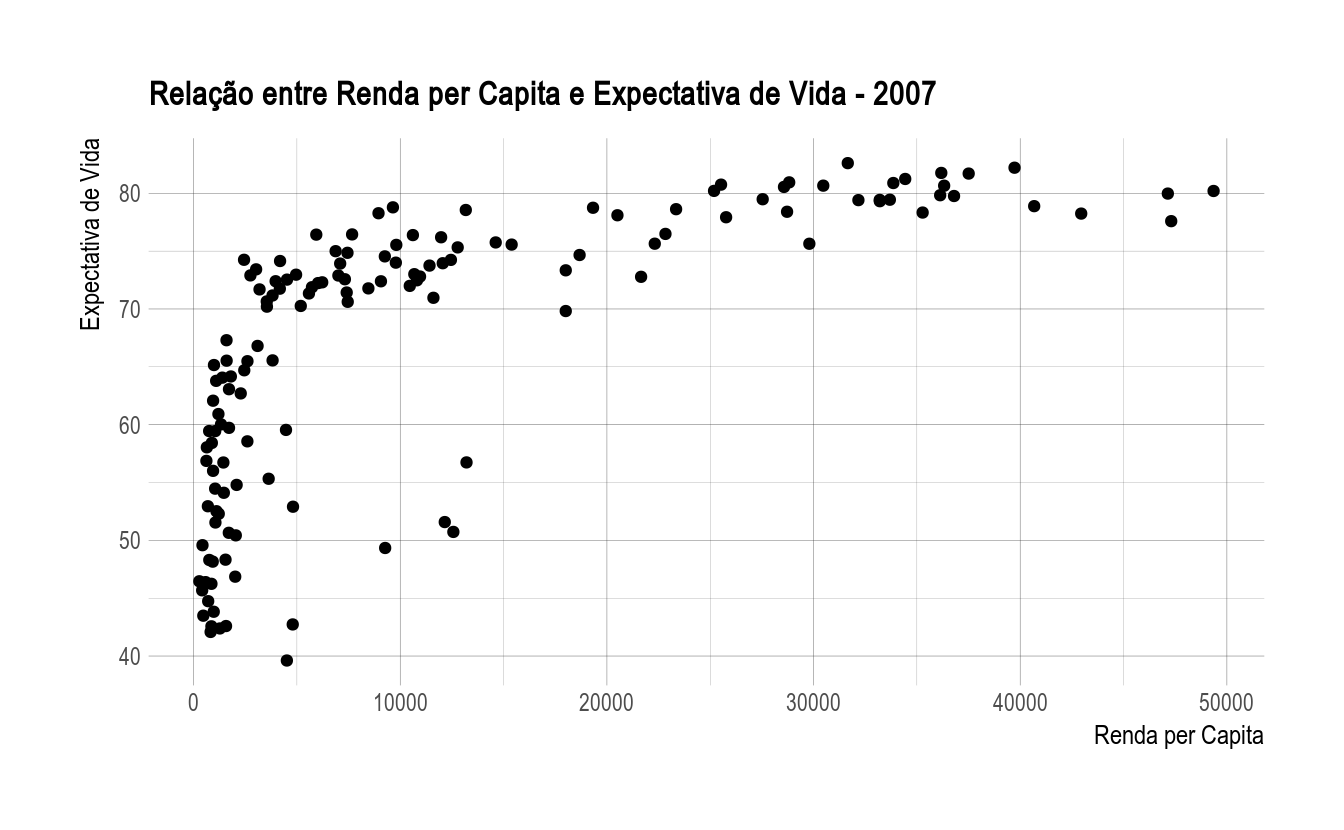 Relação entre Renda per Capita e Expectativa de Vida - 2007
Expectativa de Vida
80
70
60
50
40
0 10000 20000 30000 40000 50000
Renda per Capita